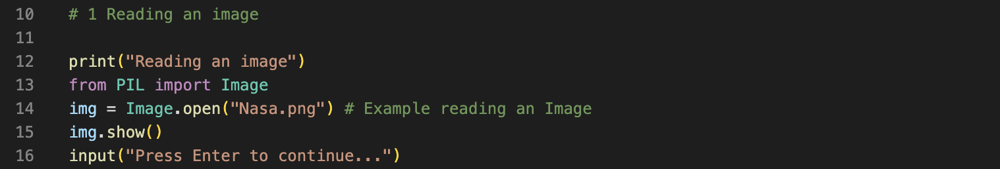 10 # 1 Reading an image
11
12 print("Reading an image")
13 from PIL import Image
14 img = Image.open("Nasa.png") # Example reading an Image
15 img.show()
16 input("Press Enter to continue...")